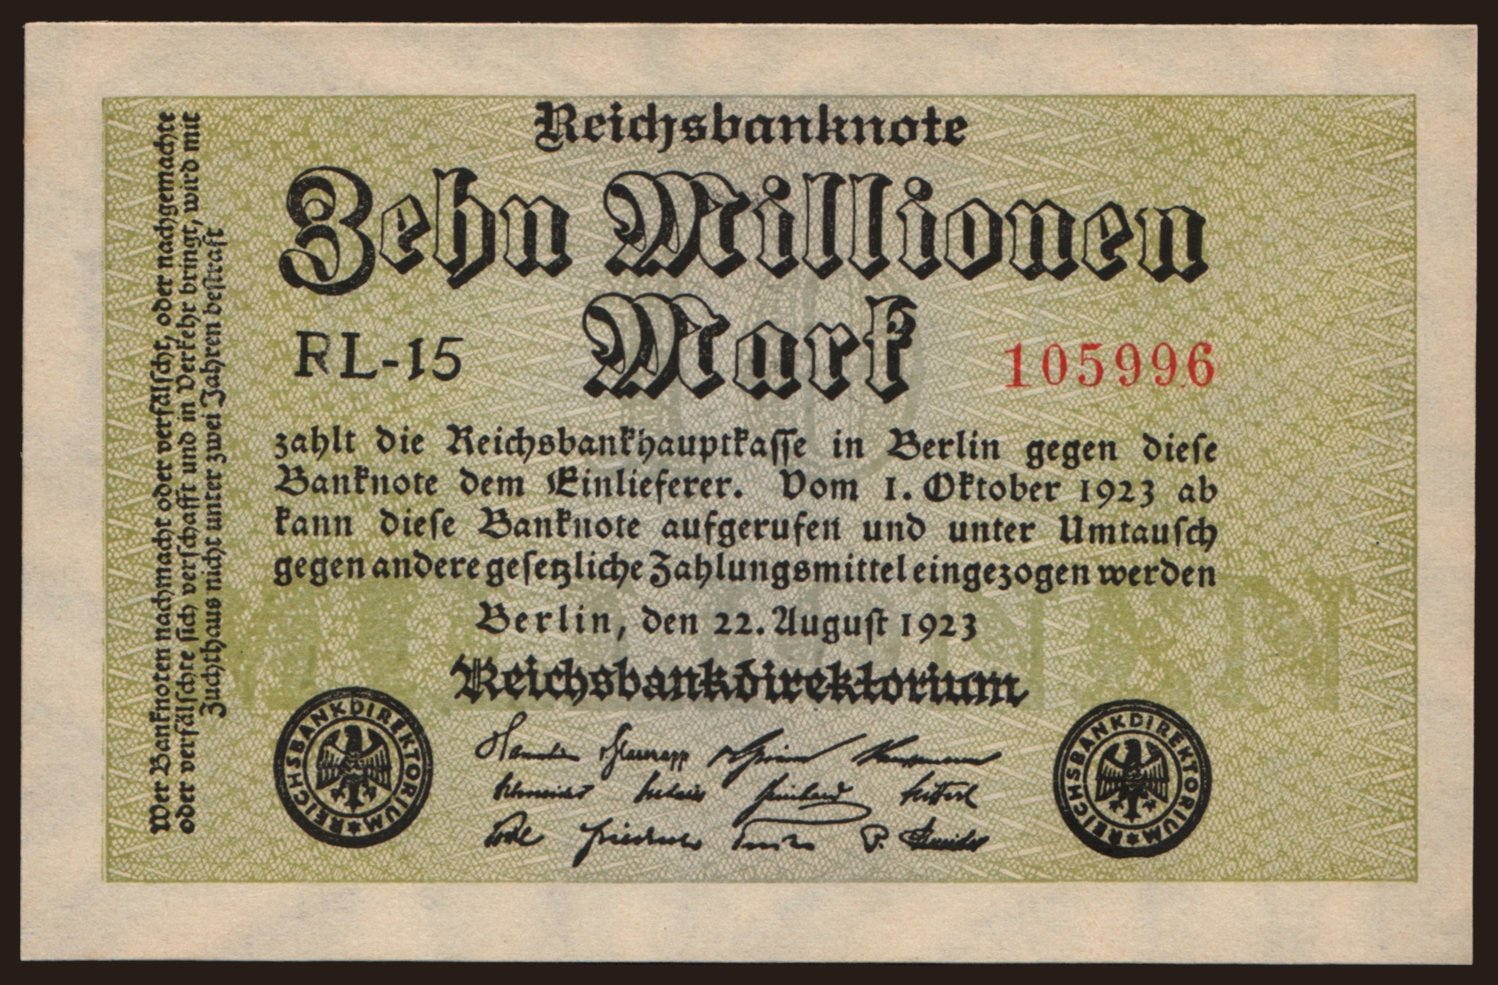 Reichsbanknote
Zehn Millionen
Mark
RL-15
105996
zahlt die Reichsbankhauptkasse in Berlin gegen diese
Banknote dem Einlieferer. Vom 1. Oktober 1923 ab
kann diese Banknote aufgerufen und unter Umtausch
gegen andere gesetzliche Zahlungsmittel eingezogen werden
Berlin, den 22. August 1923
Reichsbankdirektorium
REICHSBANKDIREKTORIUM
REICHSBANKDIREKTORIUM
Wer Banknoten nachmacht oder verfälscht, oder nachgemachte
oder verfälschte sich verschafft und in Verkehr bringt, wird mit
Zuchthaus nicht unter zwei Jahren bestraft